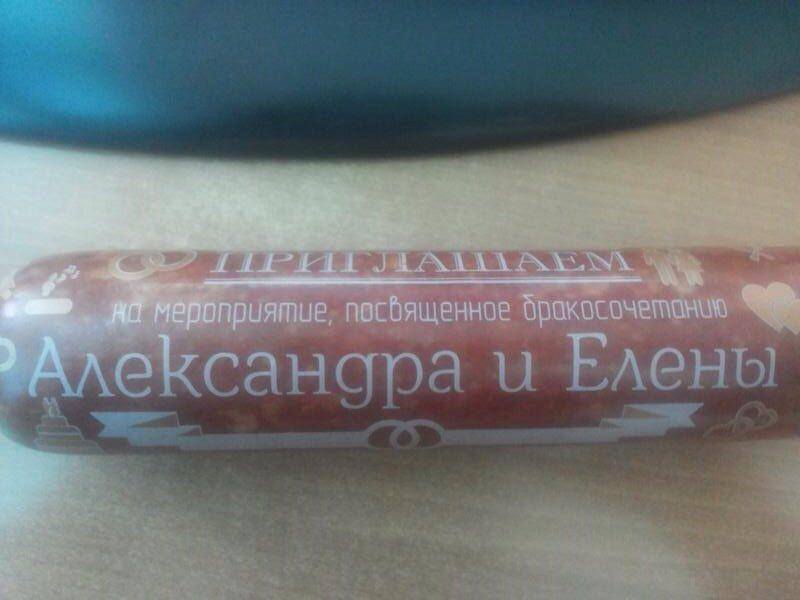 ПРИГЛАШАЕМ
на мероприятие, посвященное бракосочетанию
Александра и Елены